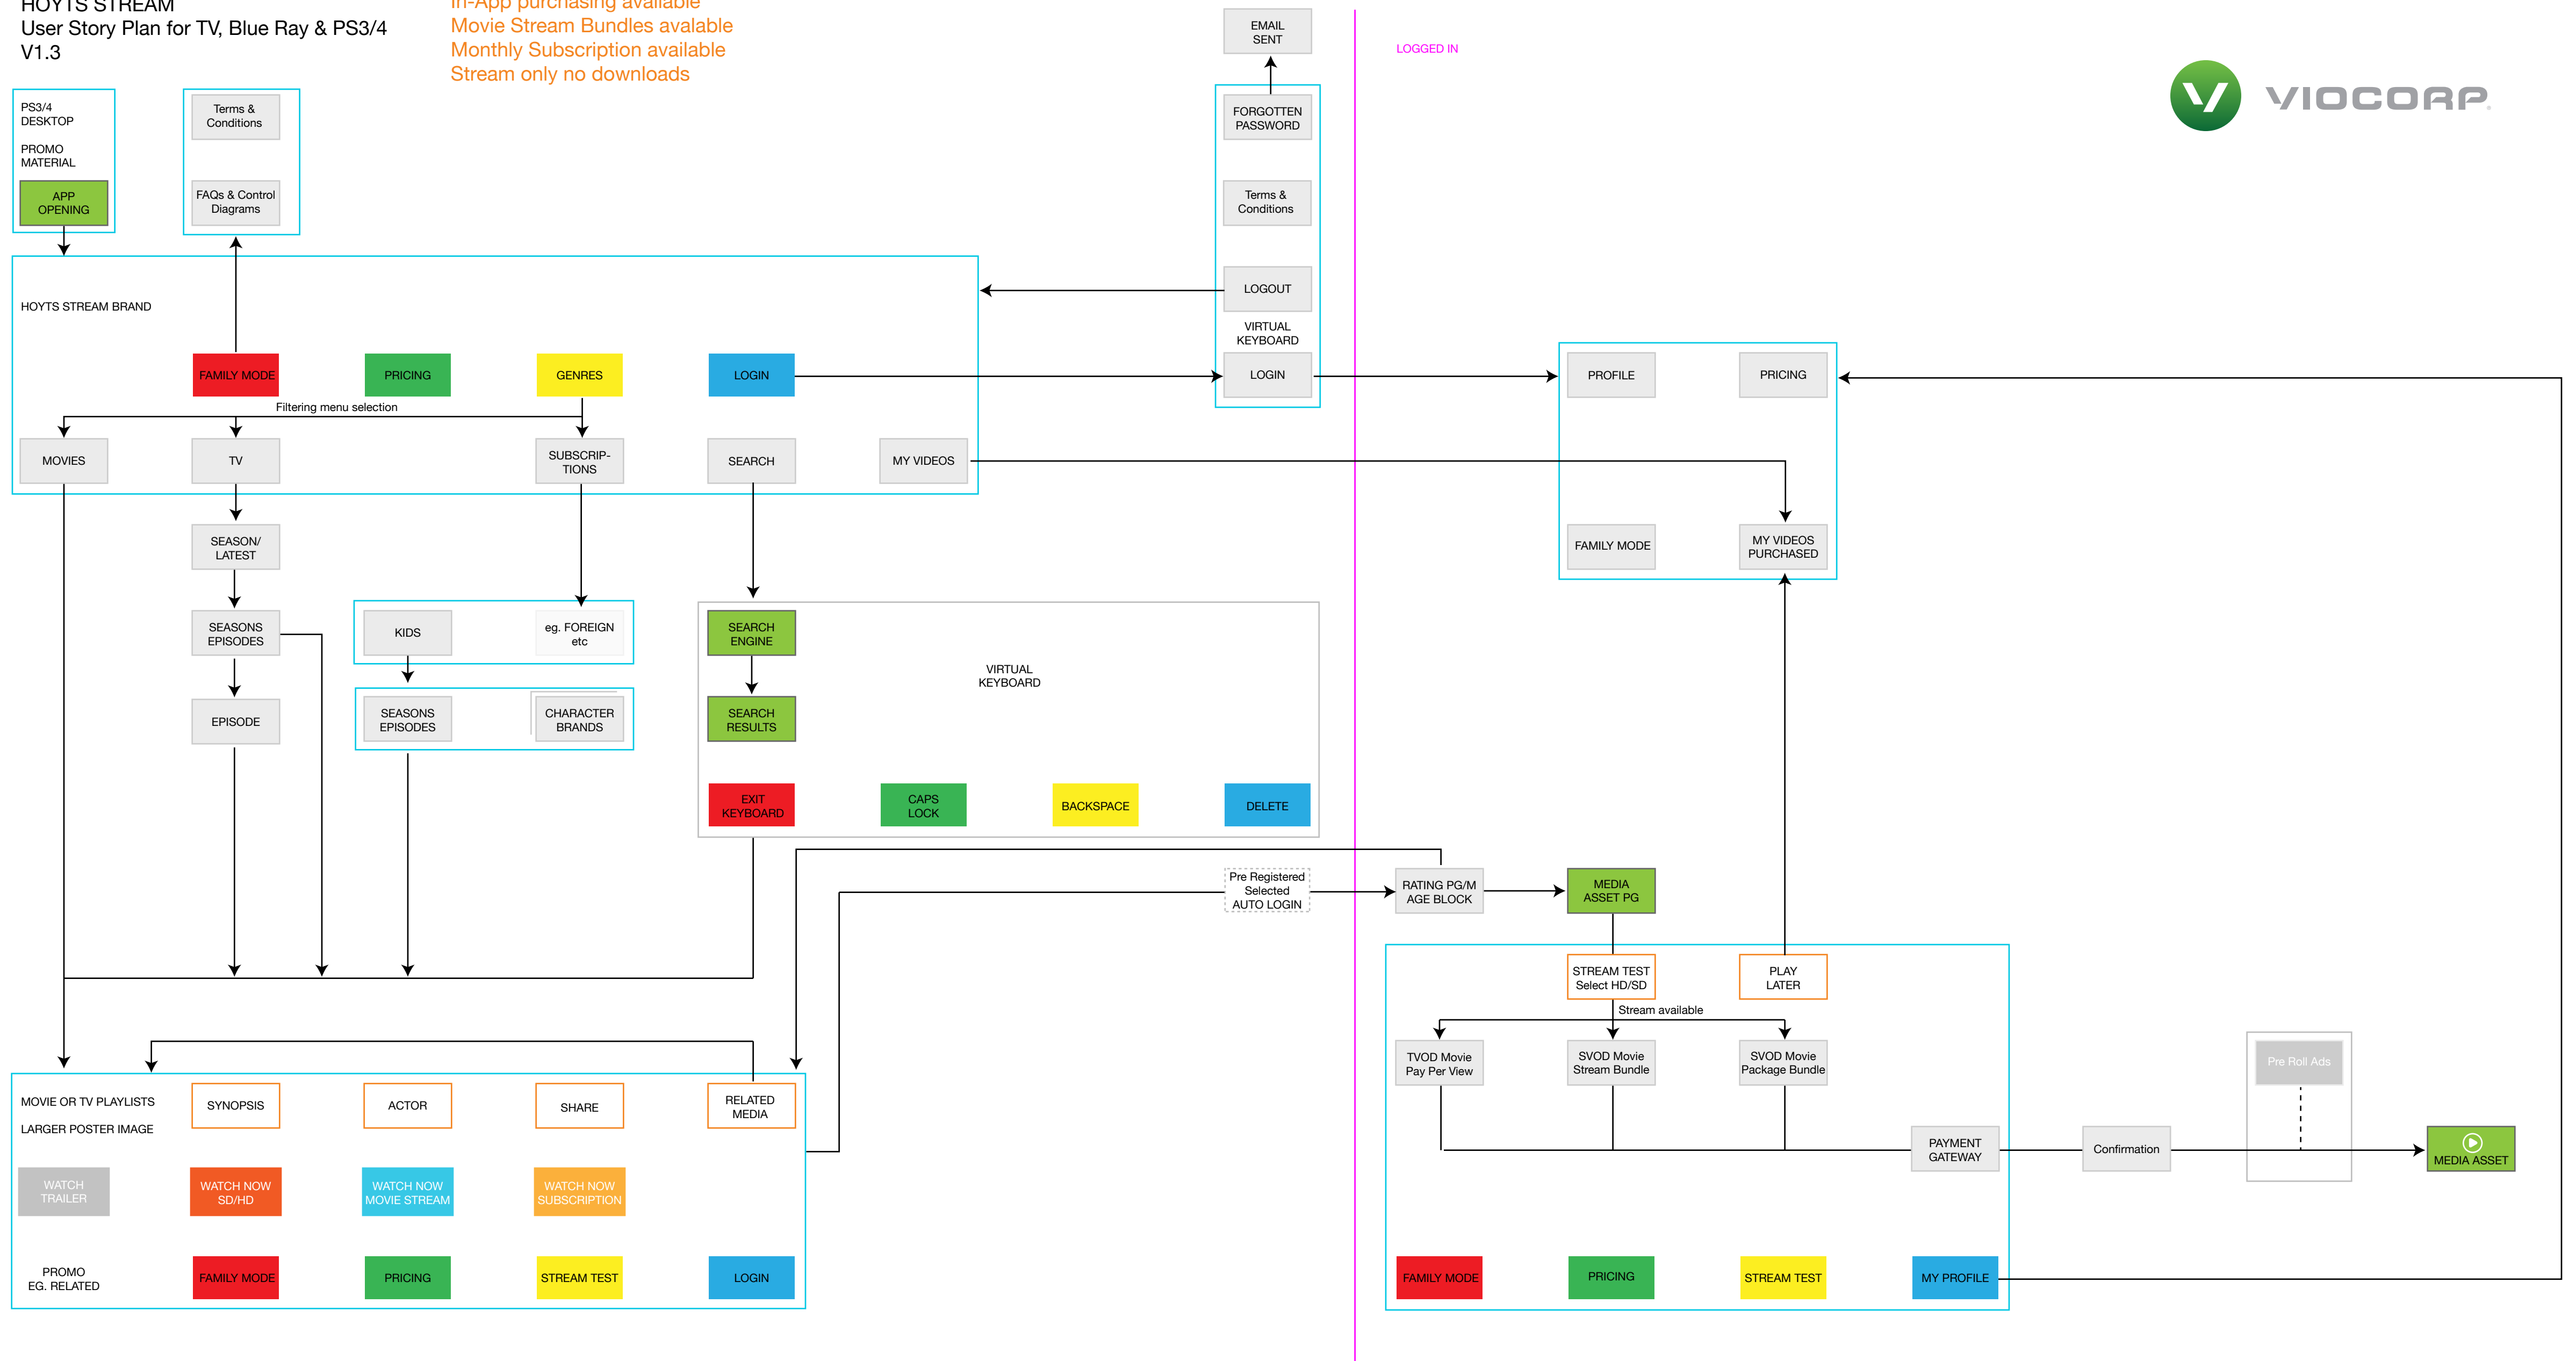 HOYTS STREAM
User Story Plan for TV, Blue Ray & PS3/4
V1.3
In-App purchasing available
Movie Stream Bundles avalable
Monthly Subscription available
Stream only no downloads
EMAIL
SENT
LOGGED IN
VIOCORP
PS3/4
DESKTOP
PROMO
MATERIAL
APP
OPENING
Terms &
Conditions
FAQs & Control
Diagrams
FORGOTTEN
PASSWORD
Terms &
Conditions
LOGOUT
VIRTUAL
KEYBOARD
LOGIN
HOYTS STREAM BRAND
FAMILY MODE
PRICING
GENRES
LOGIN
Filtering menu selection
MOVIES
TV
SUBSCRIP-
TIONS
SEARCH
MY VIDEOS
PROFILE
PRICING
FAMILY MODE
MY VIDEOS
PURCHASED
SEASON/
LATEST
SEASONS
EPISODES
EPISODE
KIDS
eg. FOREIGN
etc
SEASONS
EPISODES
CHARACTER
BRANDS
SEARCH
ENGINE
SEARCH
RESULTS
VIRTUAL
KEYBOARD
EXIT
KEYBOARD
CAPS
LOCK
BACKSPACE
DELETE
Pre Registered
Selected
AUTO LOGIN
RATING PG/M
AGE BLOCK
MEDIA
ASSET PG
STREAM TEST
Select HD/SD
PLAY
LATER
Stream available
TVOD Movie
Pay Per View
SVOD Movie
Stream Bundle
SVOD Movie
Package Bundle
PAYMENT
GATEWAY
Confirmation
Pre Roll Ads
MEDIA ASSET
FAMILY MODE
PRICING
STREAM TEST
MY PROFILE
MOVIE OR TV PLAYLISTS
LARGER POSTER IMAGE
SYNOPSIS
ACTOR
SHARE
RELATED
MEDIA
WATCH
TRAILER
WATCH NOW
SD/HD
WATCH NOW
MOVIE STREAM
WATCH NOW
SUBSCRIPTION
PROMO
EG. RELATED
FAMILY MODE
PRICING
STREAM TEST
LOGIN